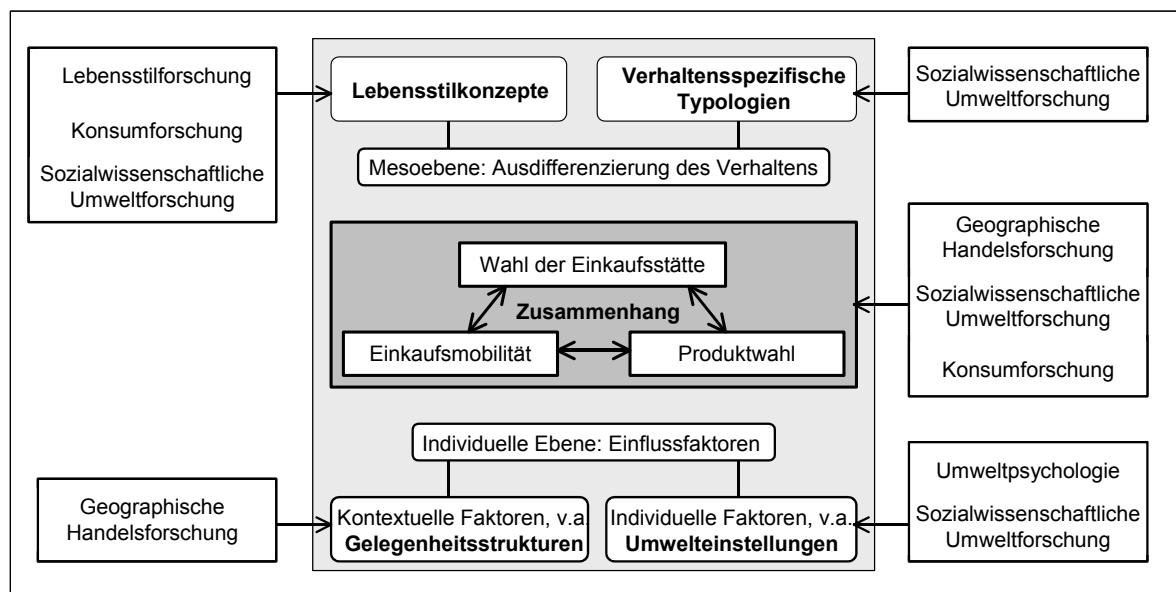 Lebensstilforschung
Konsumforschung
Sozialwissenschaftliche
Umweltforschung
Lebensstilkonzepte
Verhaltensspezifische
Typologien
Sozialwissenschaftliche
Umweltforschung
Mesoebene: Ausdifferenzierung des Verhaltens
Wahl der Einkaufsstätte
Zusammenhang
Einkaufsmobilität
Produktwahl
Geographische
Handelsforschung
Sozialwissenschaftliche
Umweltforschung
Konsumforschung
Individuelle Ebene: Einflussfaktoren
Geographische
Handelsforschung
Kontextuelle Faktoren, v.a.
Gelegenheitsstrukturen
Individuelle Faktoren, v.a..
Umwelteinstellungen
Umweltpsychologie
Sozialwissenschaftliche
Umweltforschung